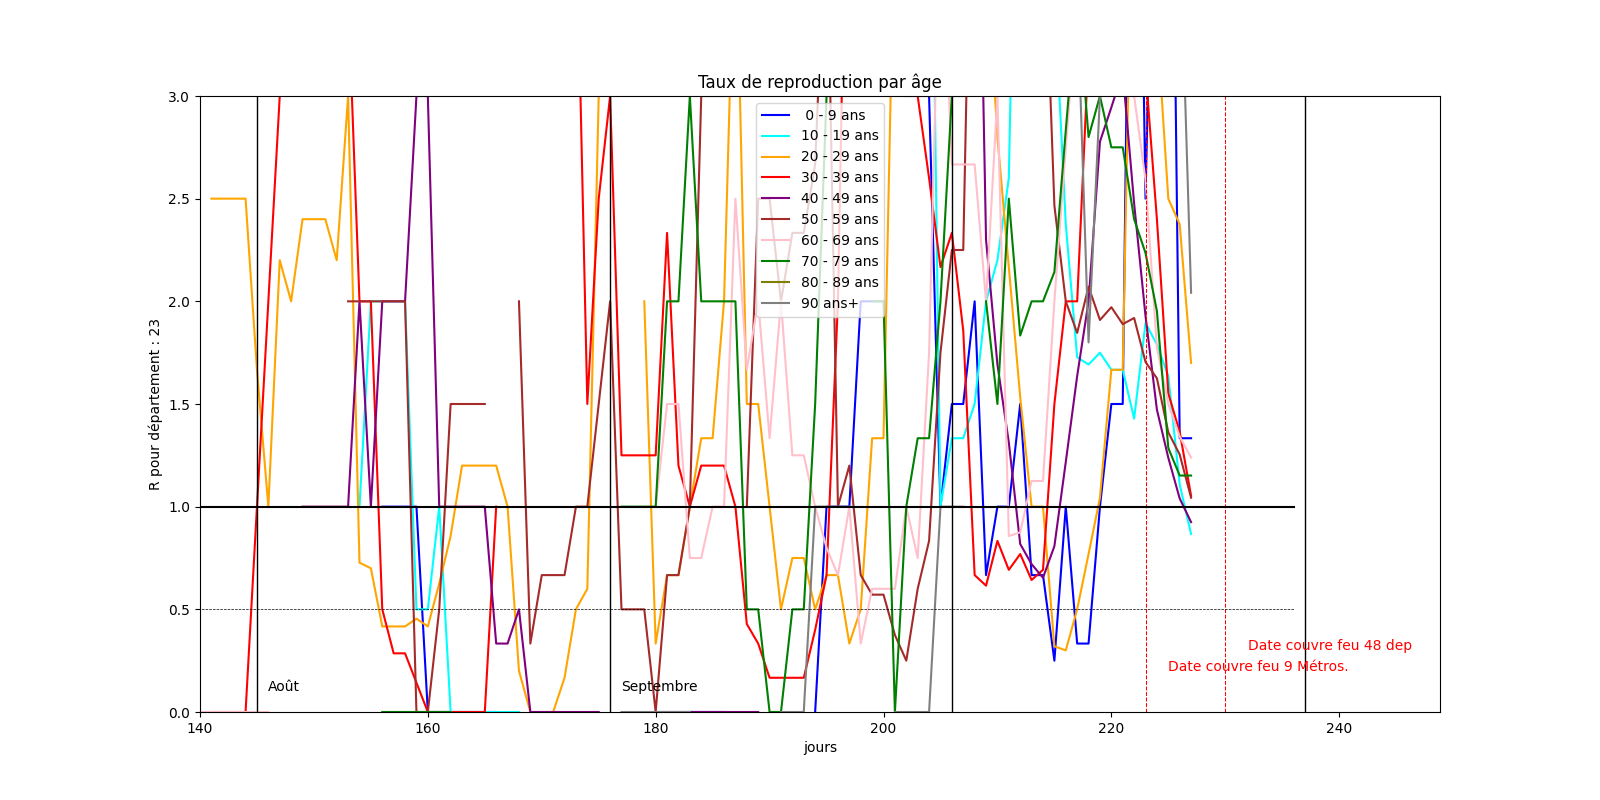 Taux de reproduction par âge
R pour département : 23
3.0
2.5
2.0
1.5
1.0
0.5
0.0
0 - 9 ans
10 - 19 ans
20 - 29 ans
30 - 39 ans
40 - 49 ans
50 - 59 ans
60 - 69 ans
70 - 79 ans
80 - 89 ans
90 ans+
Date couvre feu 48 dep
Date couvre feu 9 Métros.
Août
Septembre
140
160
180
200
220
240
jours